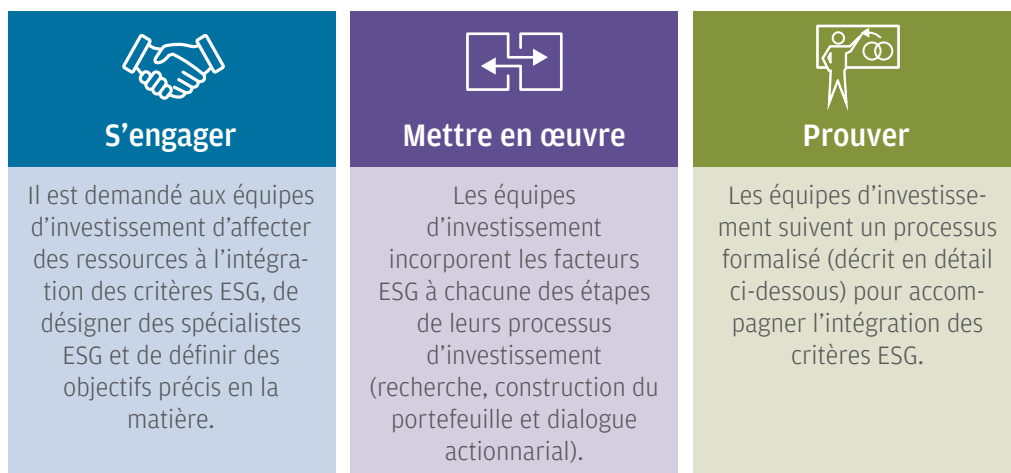 S’engager
Il est demandé aux équipes
d’investissement d’affecter
des ressources à l’intégra-
tion des critères ESG, de
désigner des spécialistes
ESG et de définir des
objectifs précis en la
matière.
Mettre en œuvre
Les équipes
d’investissement
incorporent les facteurs
ESG à chacune des étapes
de leurs processus
d’investissement
(recherche, construction du
portefeuille et dialogue
actionnarial).
Prouver
Les équipes d’investisse-
ment suivent un processus
formalisé (décrit en détail
ci-dessous) pour accom-
pagner l’intégration des
critères ESG.